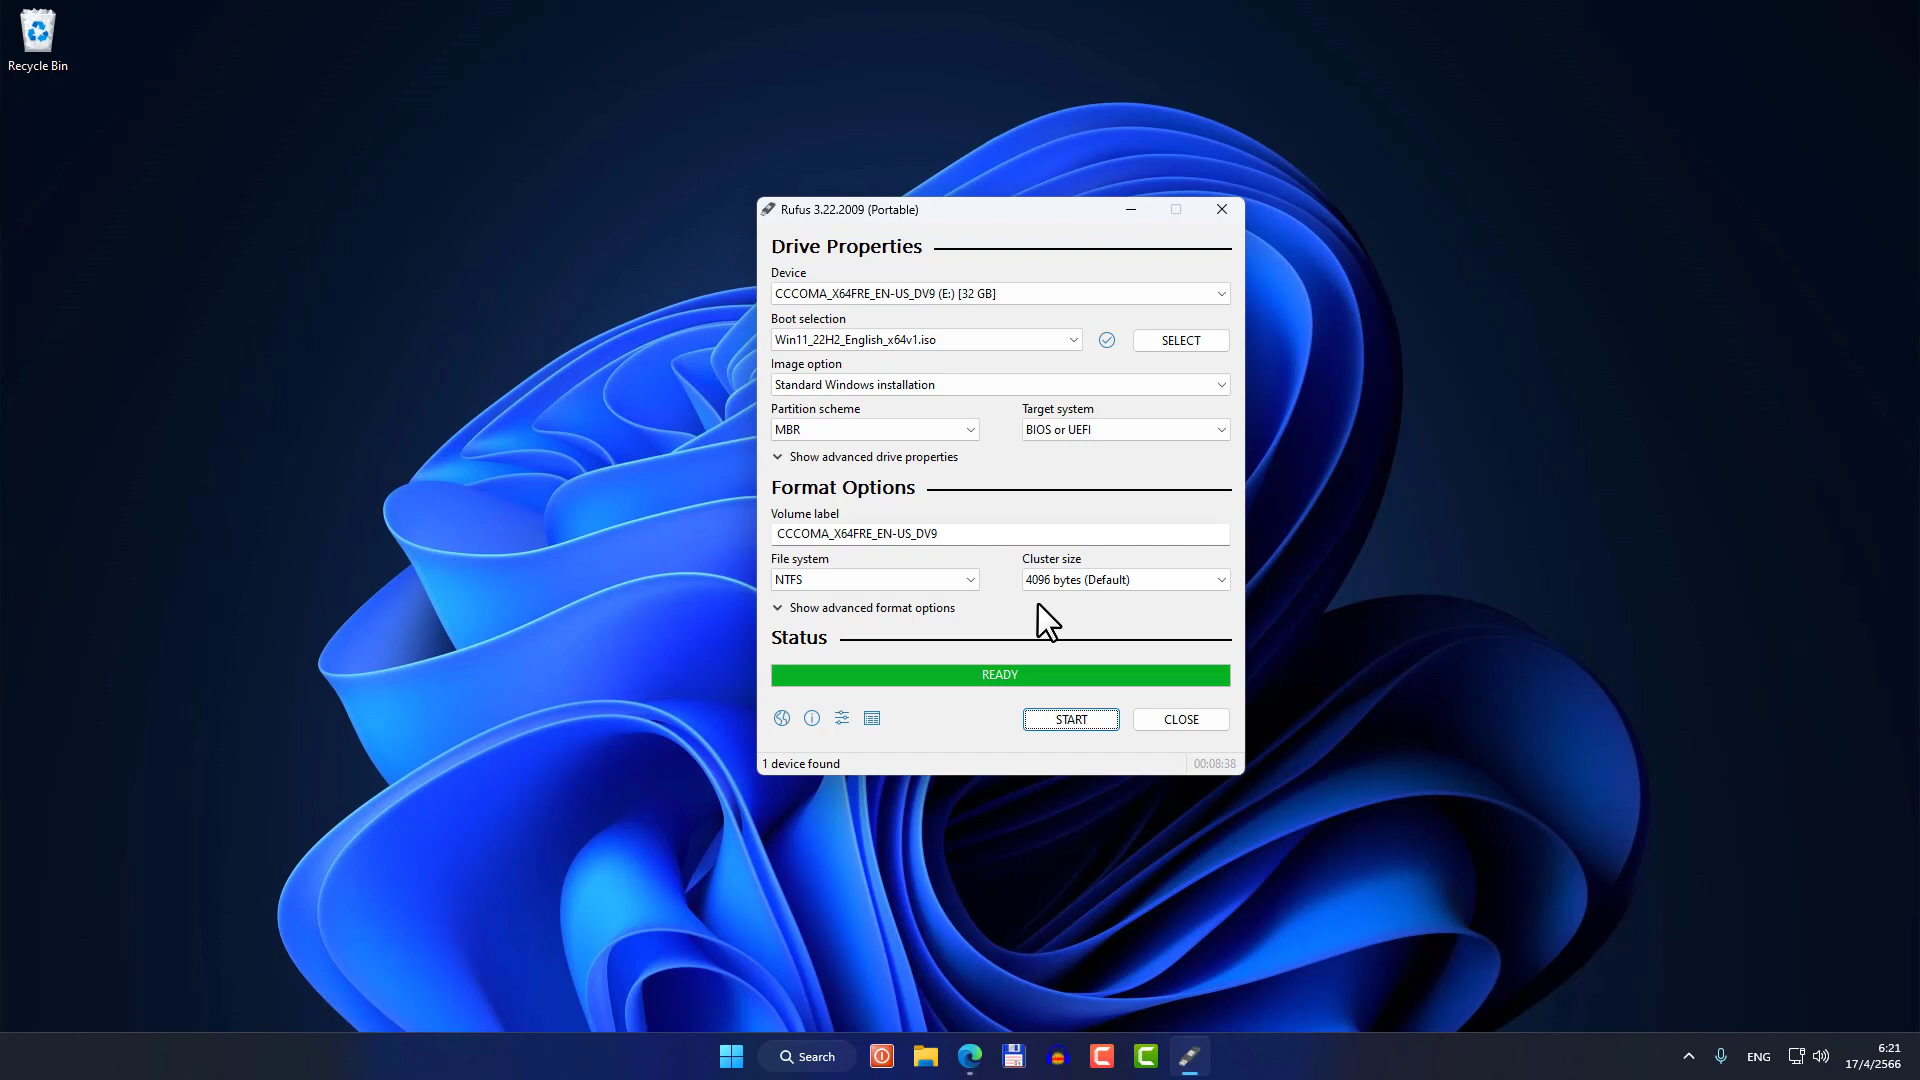 Recycle Bin
Rufus 3.22.2009 (Portable)
Drive Properties
Device
CCCOMA_X64FRE_EN-US_DV9 (E:) [32 GB]
Boot selection
Win11_22H2_English_x64v1.iso
SELECT
Image option
Standard Windows installation
Partition scheme
Target system
MBR
BIOS or UEFI
Show advanced drive properties
Format Options
Volume label
CCCOMA_X64FRE_EN-US_DV9
File system
Cluster size
NTFS
4096 bytes (Default)
Show advanced format options
Status
READY
START
CLOSE
1 device found
00:08:38
Search
ENG
6:21
17/4/2566